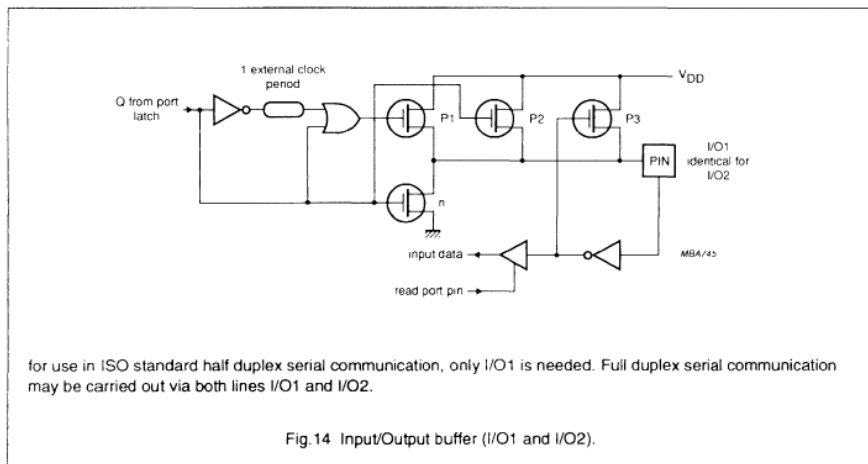 1 external clock
period
Q from port
latch
VDD
P1
P2
P3
PIN
I/O1
identical for
I/O2
n
input data
read port pin
for use in ISO standard half duplex serial communication, only I/O1 is needed. Full duplex serial communication
may be carried out via both lines I/O1 and I/O2.
Fig.14 Input/Output buffer (I/O1 and I/O2).